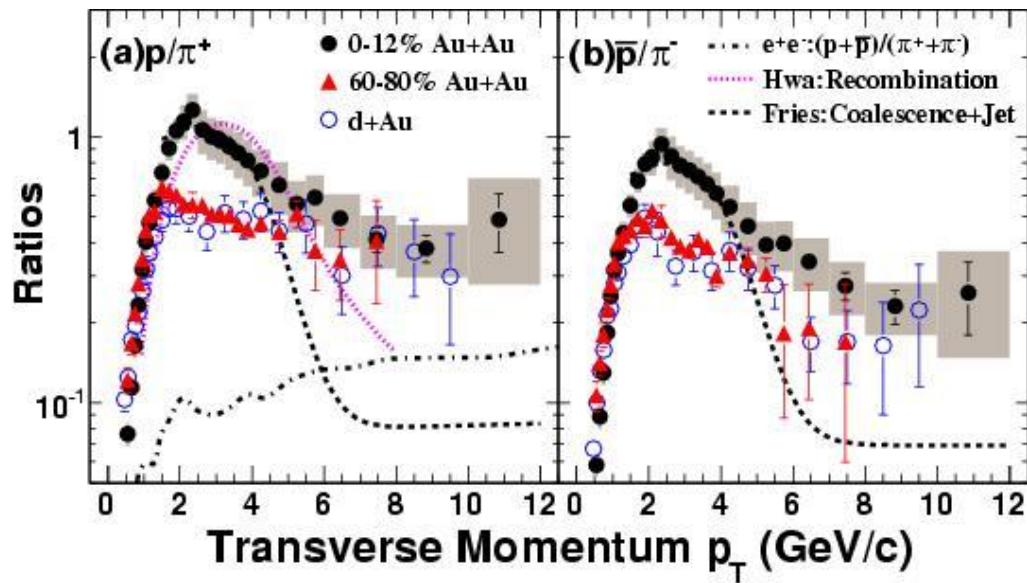 (a)p/π⁺
0-12% Au+Au
60-80% Au+Au
d+Au
(b)p̅/π⁻
e⁺e⁻:(p+p̅)/(π⁺+π⁻)
Hwa:Recombination
Fries:Coalescence+Jet
Ratios
1
10⁻¹
0 2 4 6 8 10 12 0 2 4 6 8 10 12
Transverse Momentum p_T (GeV/c)